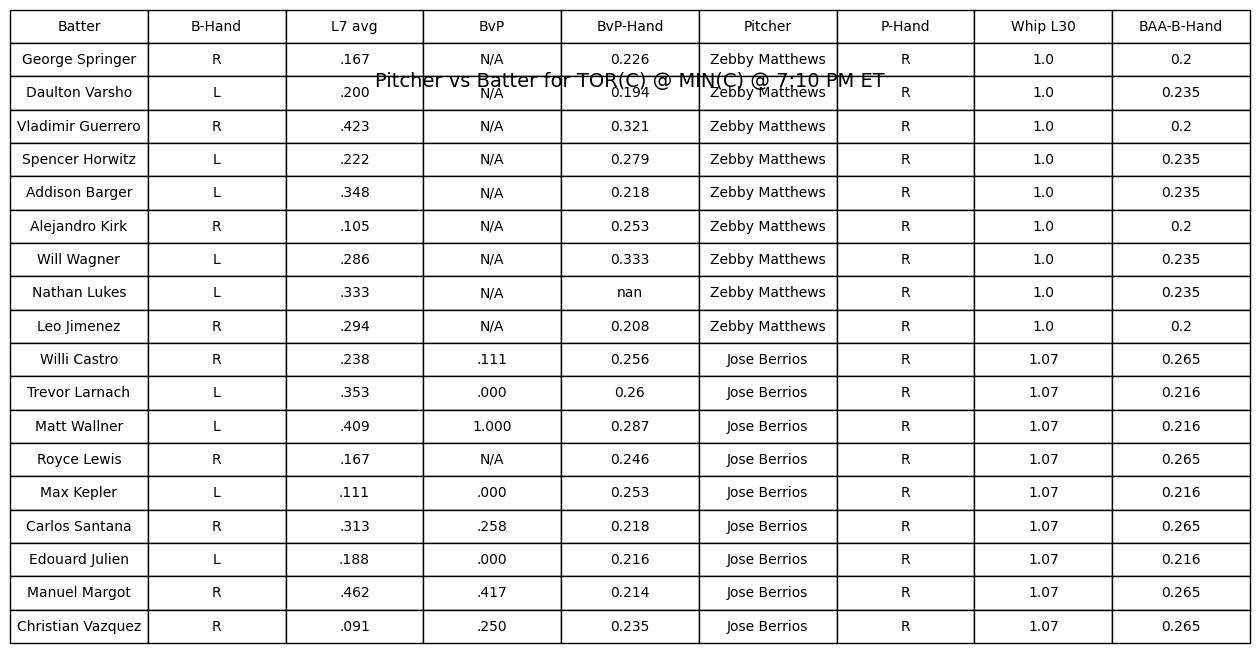 Batter B-Hand L7 avg BvP BvP-Hand Pitcher P-Hand Whip L30 BAA-B-Hand
George Springer R .167 N/A 0.226 Zebby Matthews R 1.0 0.2
Pitcher vs Batter for TOR(C) @ MIN(C) @ 7:10 PM ET
Daulton Varsho L .200 N/A 0.194 Zebby Matthews R 1.0 0.235
Vladimir Guerrero R .423 N/A 0.321 Zebby Matthews R 1.0 0.2
Spencer Horwitz L .222 N/A 0.279 Zebby Matthews R 1.0 0.235
Addison Barger L .348 N/A 0.218 Zebby Matthews R 1.0 0.235
Alejandro Kirk R .105 N/A 0.253 Zebby Matthews R 1.0 0.2
Will Wagner L .286 N/A 0.333 Zebby Matthews R 1.0 0.235
Nathan Lukes L .333 N/A nan Zebby Matthews R 1.0 0.235
Leo Jimenez R .294 N/A 0.208 Zebby Matthews R 1.0 0.2
Willi Castro R .238 .111 0.256 Jose Berrios R 1.07 0.265
Trevor Larnach L .353 .000 0.26 Jose Berrios R 1.07 0.216
Matt Wallner L .409 1.000 0.287 Jose Berrios R 1.07 0.216
Royce Lewis R .167 N/A 0.246 Jose Berrios R 1.07 0.265
Max Kepler L .111 .000 0.253 Jose Berrios R 1.07 0.216
Carlos Santana R .313 .258 0.218 Jose Berrios R 1.07 0.265
Edouard Julien L .188 .000 0.216 Jose Berrios R 1.07 0.216
Manuel Margot R .462 .417 0.214 Jose Berrios R 1.07 0.265
Christian Vazquez R .091 .250 0.235 Jose Berrios R 1.07 0.265